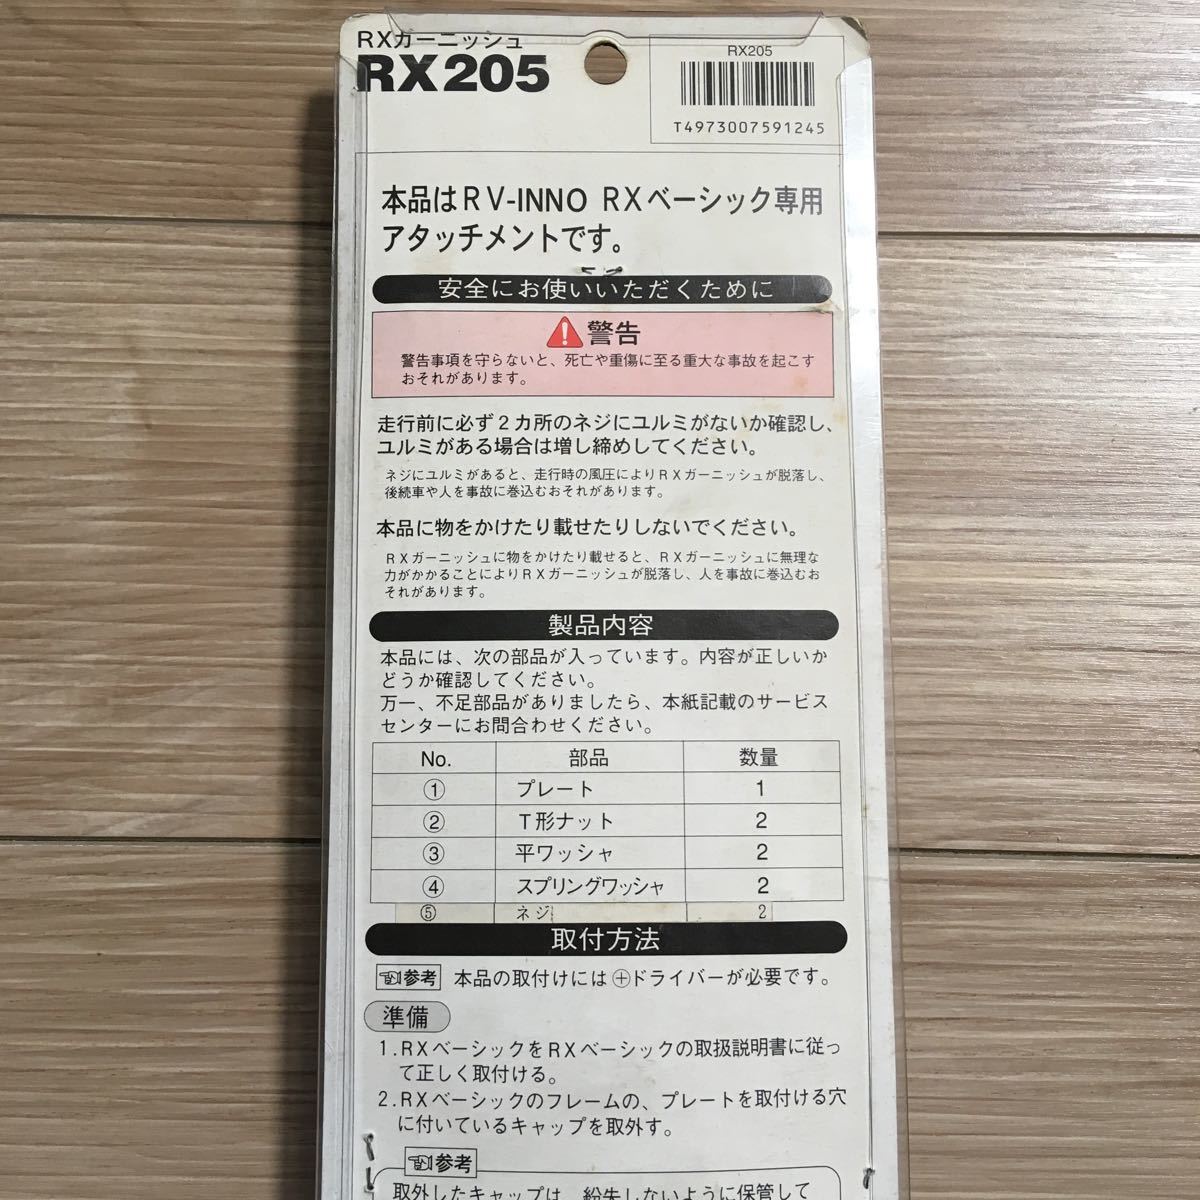 RXガーニッシュ
RX205
RX205
T4973007591245
本品はRV-INNO RXベーシック専用
アタッチメントです。
安全にお使いいただくために
警告
警告事項を守らないと、死亡や重傷に至る重大な事故を起こす
おそれがあります。
走行前に必ず2カ所のネジにユルミがないか確認し、
ユルミがある場合は増し締めしてください。
ネジにユルミがあると、走行時の風圧によりRXガーニッシュが脱落し、
後続車や人を事故に巻込むおそれがあります。
本品に物をかけたり載せたりしないでください。
RXガーニッシュに物をかけたり載せると、RXガーニッシュに無理な
力がかかることによりRXガーニッシュが脱落し、人を事故に巻込むお
それがあります。
製品内容
本品には、次の部品が入っています。内容が正しいか
どうか確認してください。
万一、不足部品がありましたら、本紙記載のサービス
センターにお問合わせください。
No. 部品 数量
① プレート 1
② T形ナット 2
③ 平ワッシャ 2
④ スプリングワッシャ 2
⑤ ネジ 2
取付方法
参考 本品の取付けには⊕ドライバーが必要です。
準備
1.RXベーシックをRXベーシックの取扱説明書に従っ
て正しく取付ける。
2.RXベーシックのフレームの、プレートを取付ける穴
に付いているキャップを取外す。
参考
取外したキャップは、紛失しないように保管して